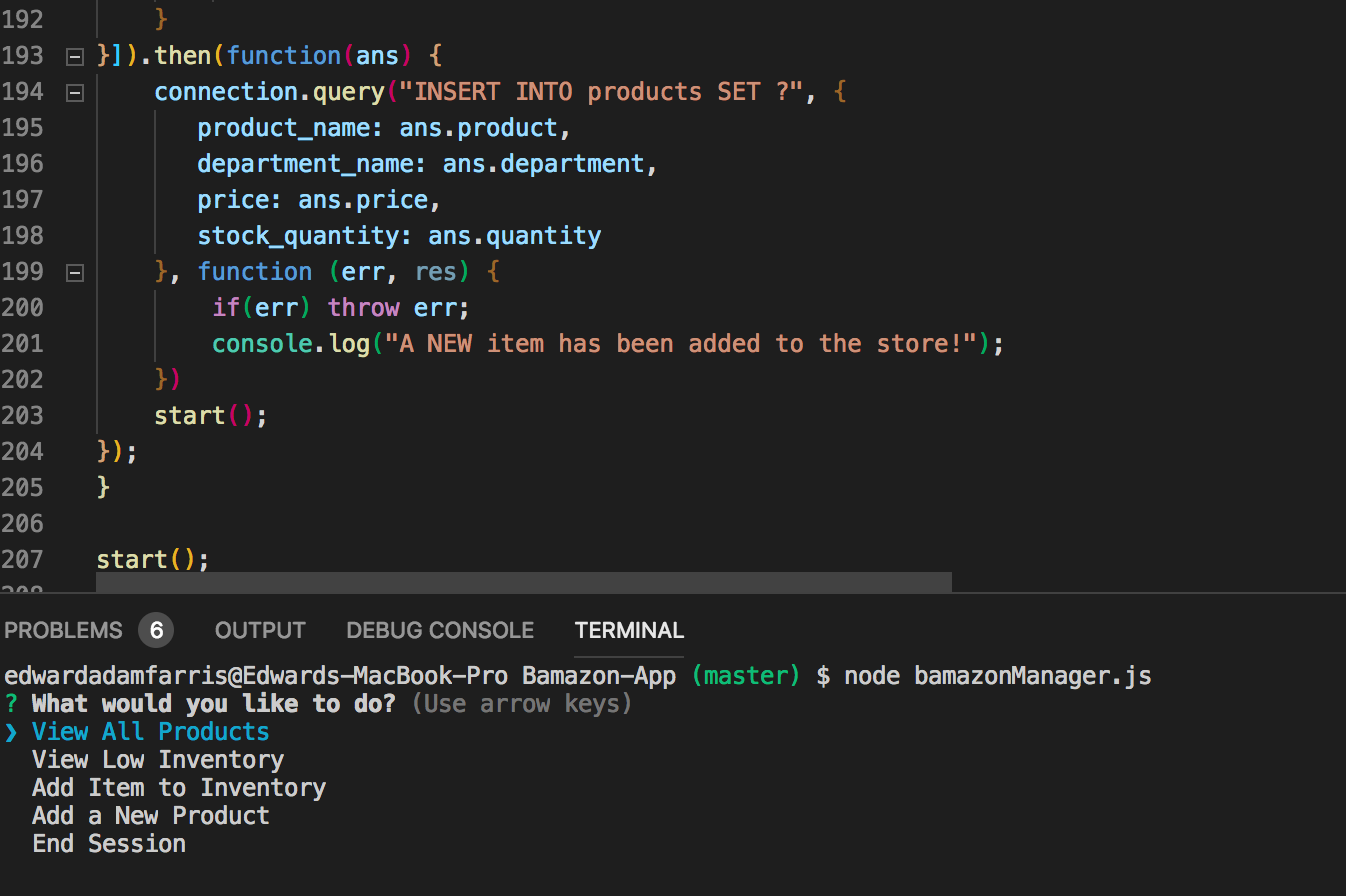 192 }
193 }]).then(function(ans) {
194 connection.query("INSERT INTO products SET ?", {
195 product_name: ans.product,
196 department_name: ans.department,
197 price: ans.price,
198 stock_quantity: ans.quantity
199 }, function (err, res) {
200 if(err) throw err;
201 console.log("A NEW item has been added to the store!");
202 })
203 start();
204 });
205 }
206
207 start();
PROBLEMS 6 OUTPUT DEBUG CONSOLE TERMINAL
edwardadamfarris@Edwards-MacBook-Pro Bamazon-App (master) $ node bamazonManager.js
? What would you like to do? (Use arrow keys)
❯ View All Products
View Low Inventory
Add Item to Inventory
Add a New Product
End Session